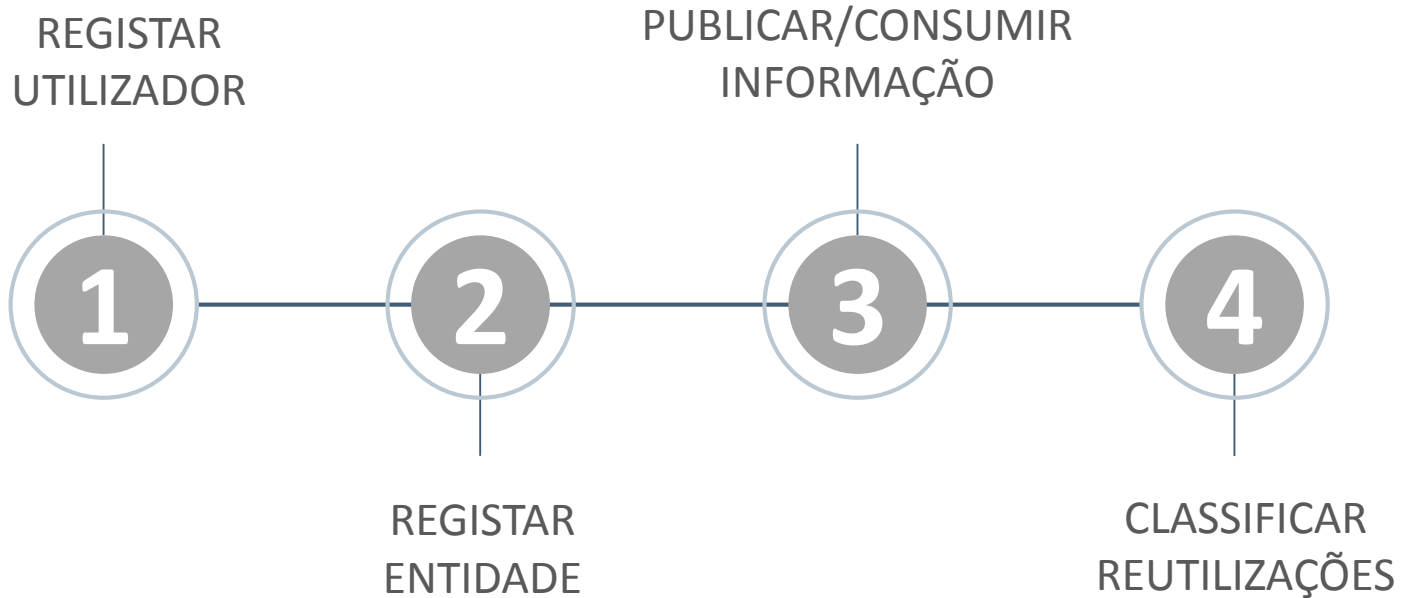 REGISTAR
UTILIZADOR
PUBLICAR/CONSUMIR
INFORMAÇÃO
1
2
3
4
REGISTAR
ENTIDADE
CLASSIFICAR
REUTILIZAÇÕES